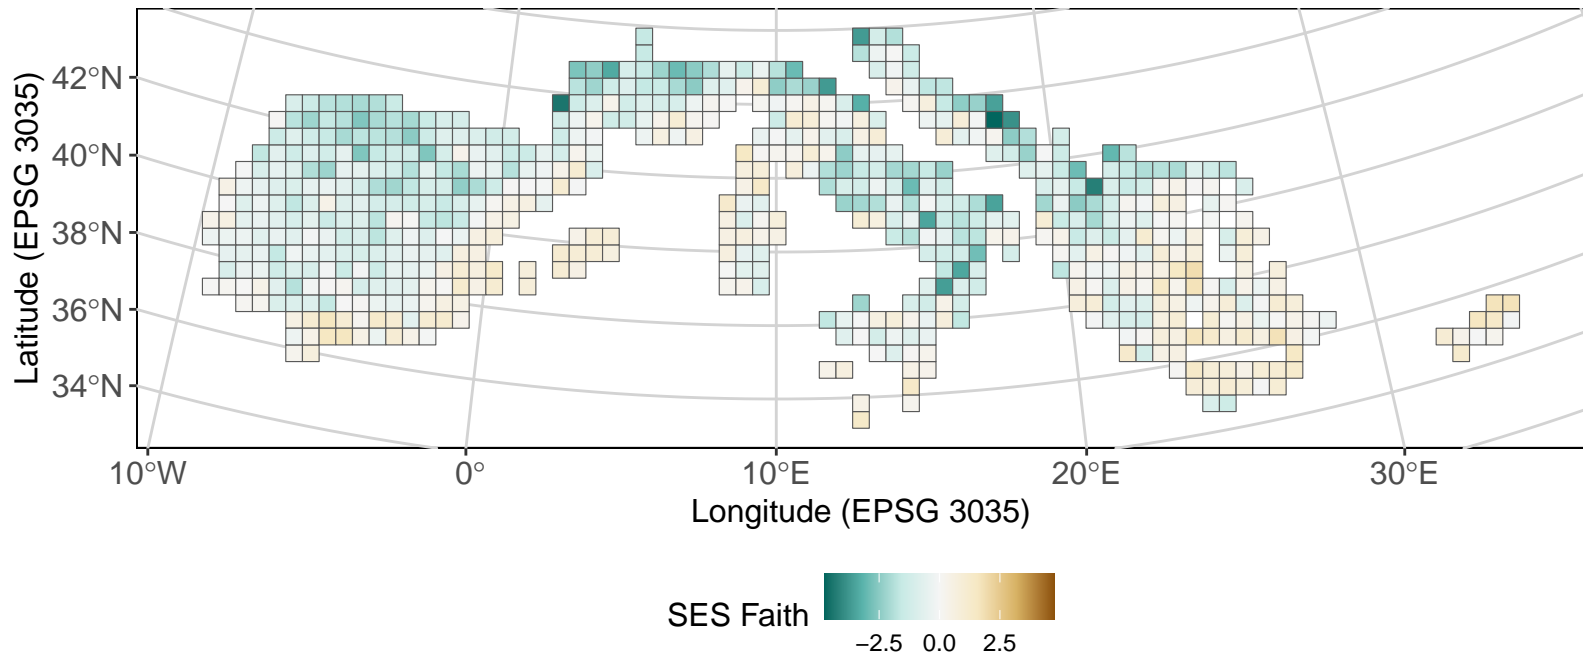 Latitude (EPSG 3035)
42°N
40°N
38°N
36°N
34°N
10°W 0° 10°E 20°E 30°E
Longitude (EPSG 3035)
SES Faith
−2.5 0.0 2.5